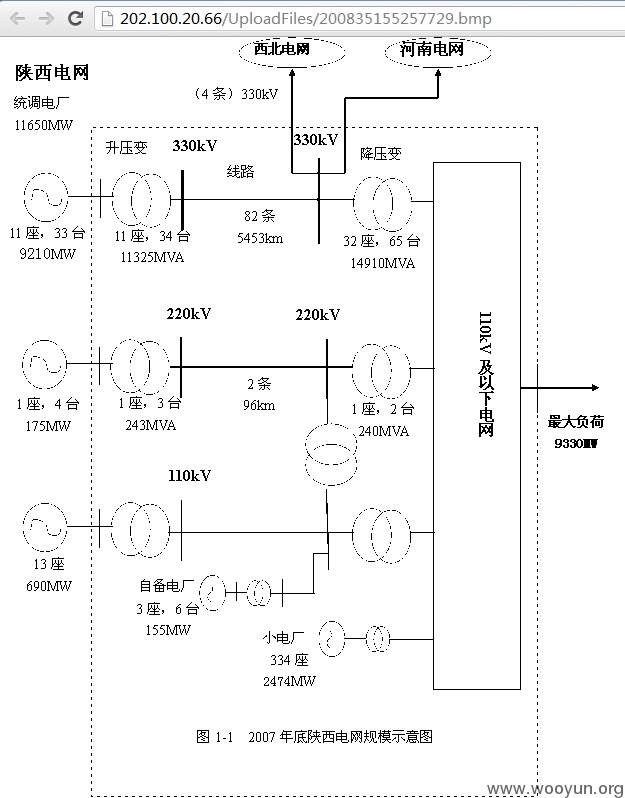 202.100.20.66/UploadFiles/200835155257729.bmp
西北电网
河南电网
陕西电网
(4 条) 330kV
统调电厂
11650MW
升压变
330kV
330kV
降压变
线路
82 条
5453km
11 座，33 台
9210MW
11 座，34 台
11325MVA
32 座，65 台
14910MVA
220kV
220kV
110kV 及以下电网
2 条
96km
1 座，4 台
175MW
1 座，3 台
243MVA
1 座，2 台
240MVA
最大负荷
9330MW
110kV
13 座
690MW
自备电厂
3 座，6 台
155MW
小电厂
334 座
2474MW
图 1-1 2007 年底陕西电网规模示意图
www.wooyun.org